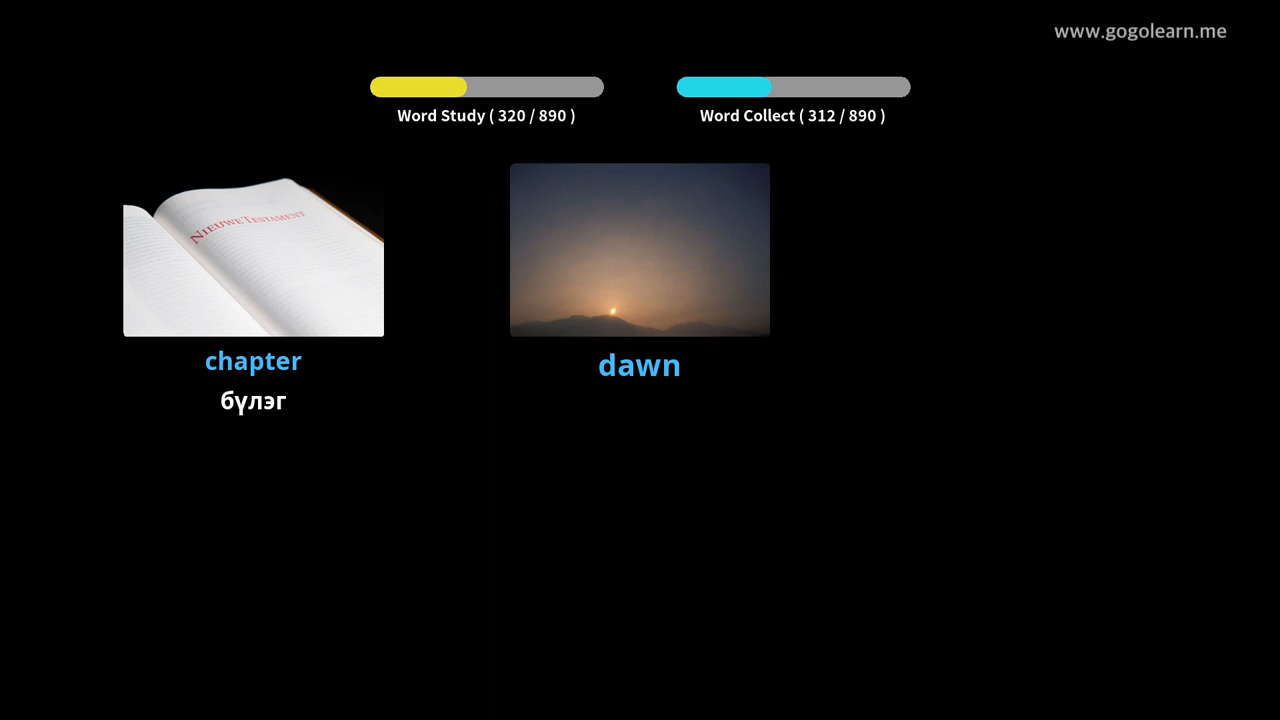 www.gogolearn.me
Word Study ( 320 / 890 )
Word Collect ( 312 / 890 )
NIEUWE TESTAMENT
chapter
бүлэг
dawn